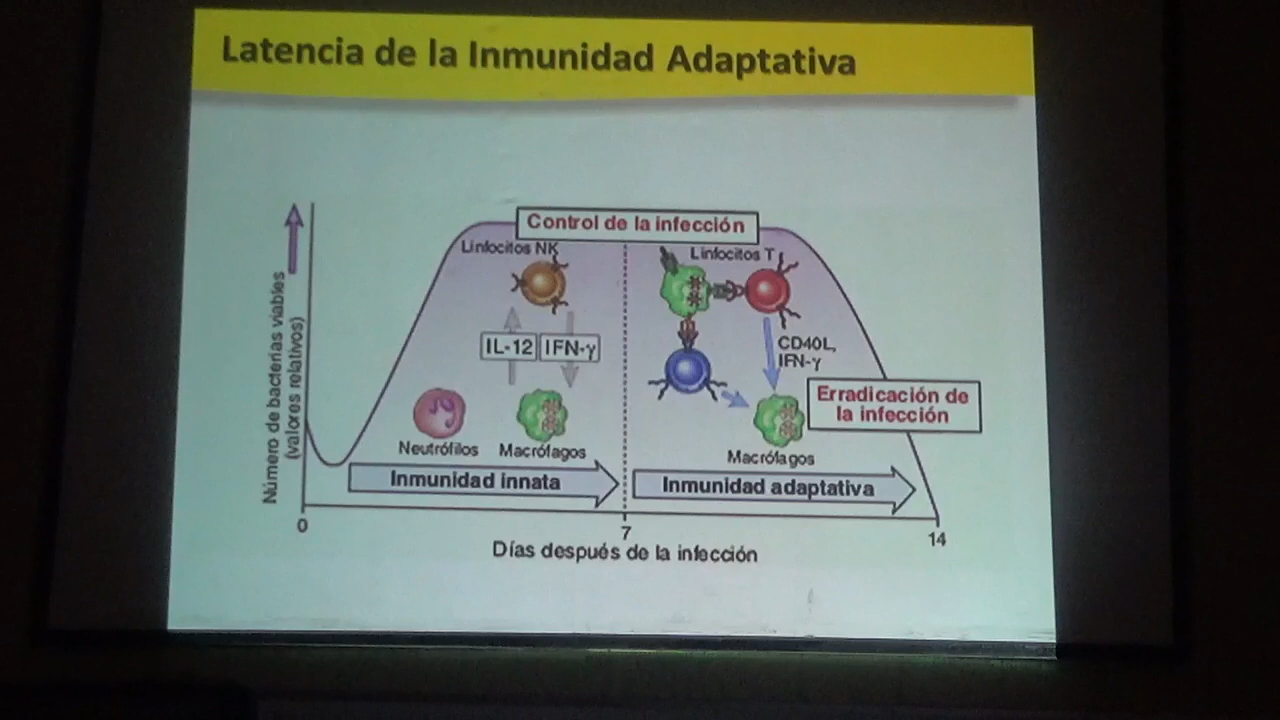 Latencia de la Inmunidad Adaptativa
Número de bacterias viables
(valores relativos)
Control de la infección
Linfocitos NK
Linfocitos T
IL-12
IFN-γ
CD40L,
IFN-γ
Erradicación de
la infección
Neutrófilos
Macrófagos
Macrófagos
Inmunidad innata
Inmunidad adaptativa
0
7
14
Días después de la infección